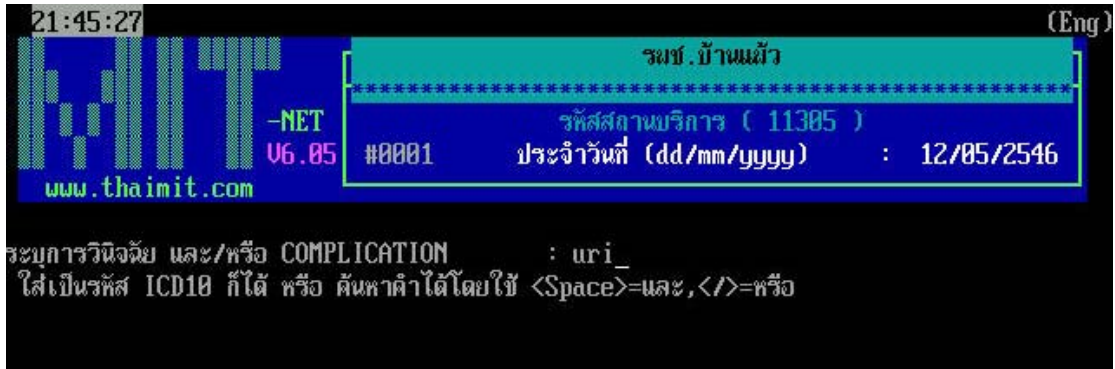 21:45:27 (Eng)
MIT
รพช.บ้านแพ้ว
*******************************************
-NET รหัสสถานบริการ ( 11305 )
V6.05 #0001 ประจำวันที่ (dd/mm/yyyy) : 12/05/2546
www.thaimit.com
ระบุการวินิจฉัย และ/หรือ COMPLICATION : uri_
ใส่เป็นรหัส ICD10 ก็ได้ หรือ ค้นหาคำได้โดยใช้ <Space>=และ,</>=หรือ